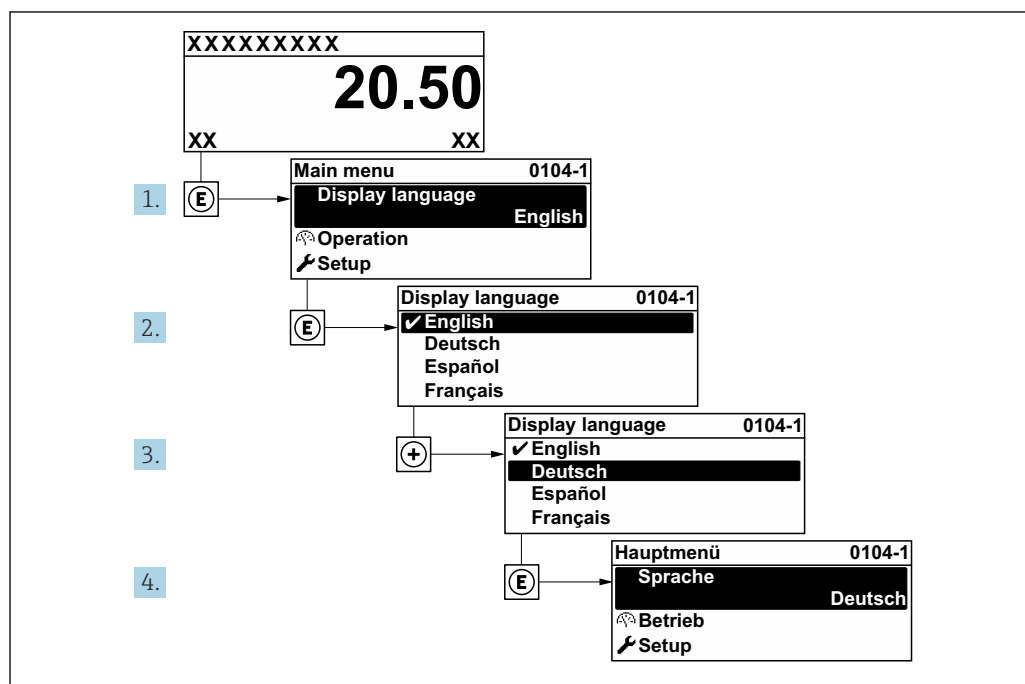 XXXXXXXXX
20.50
XX XX
1. E
Main menu 0104-1
Display language
English
Operation
Setup
2. E
Display language 0104-1
✔English
Deutsch
Español
Français
3. +
Display language 0104-1
✔English
Deutsch
Español
Français
4. E
Hauptmenü 0104-1
Sprache
Deutsch
Betrieb
Setup